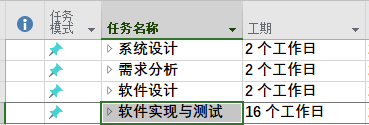 任务模式 任务名称 工期
系统设计 2 个工作日
需求分析 2 个工作日
软件设计 2 个工作日
软件实现与测试 16 个工作日